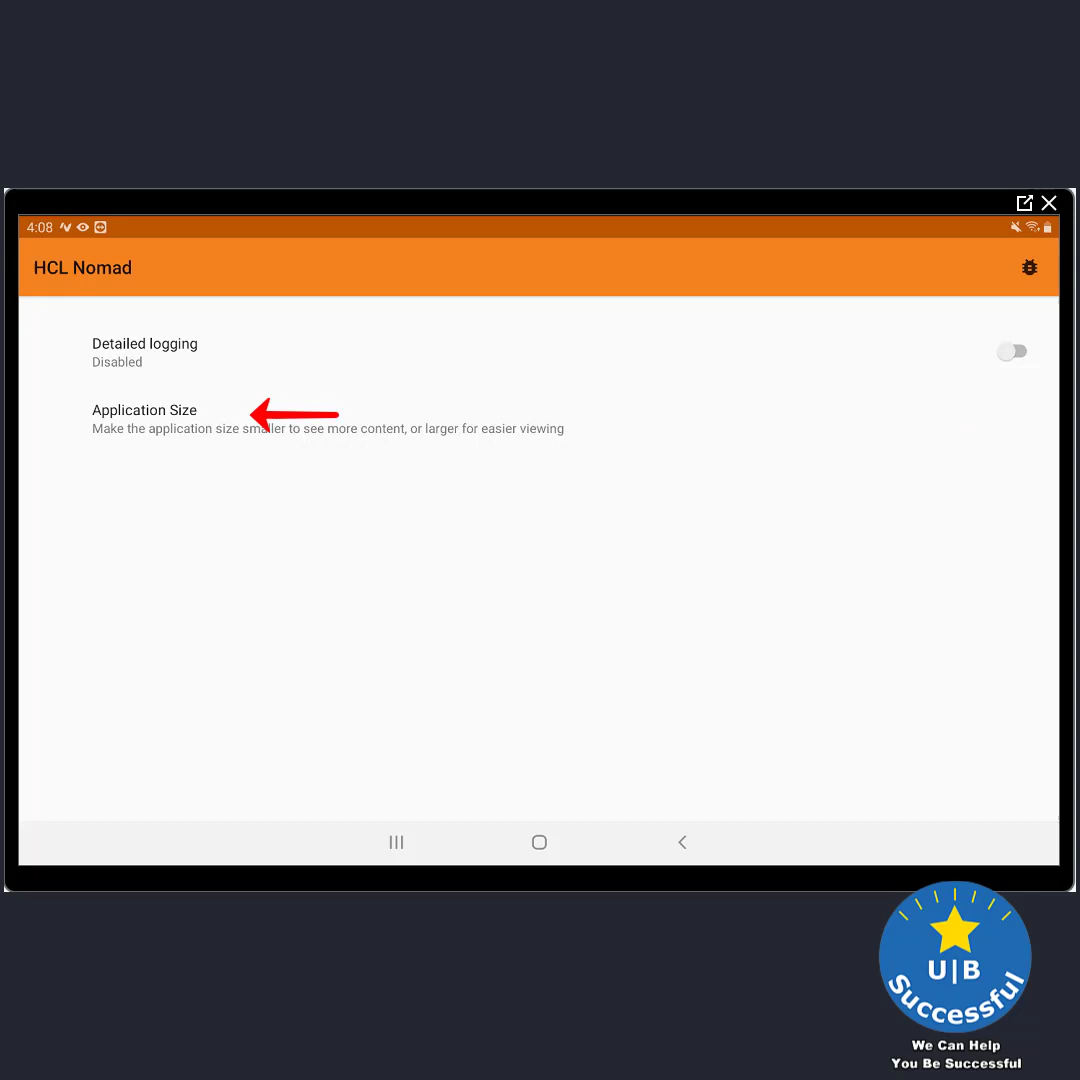 4:08
HCL Nomad
Detailed logging
Disabled
Application Size
Make the application size smaller to see more content, or larger for easier viewing
U|B
Successful
We Can Help
You Be Successful